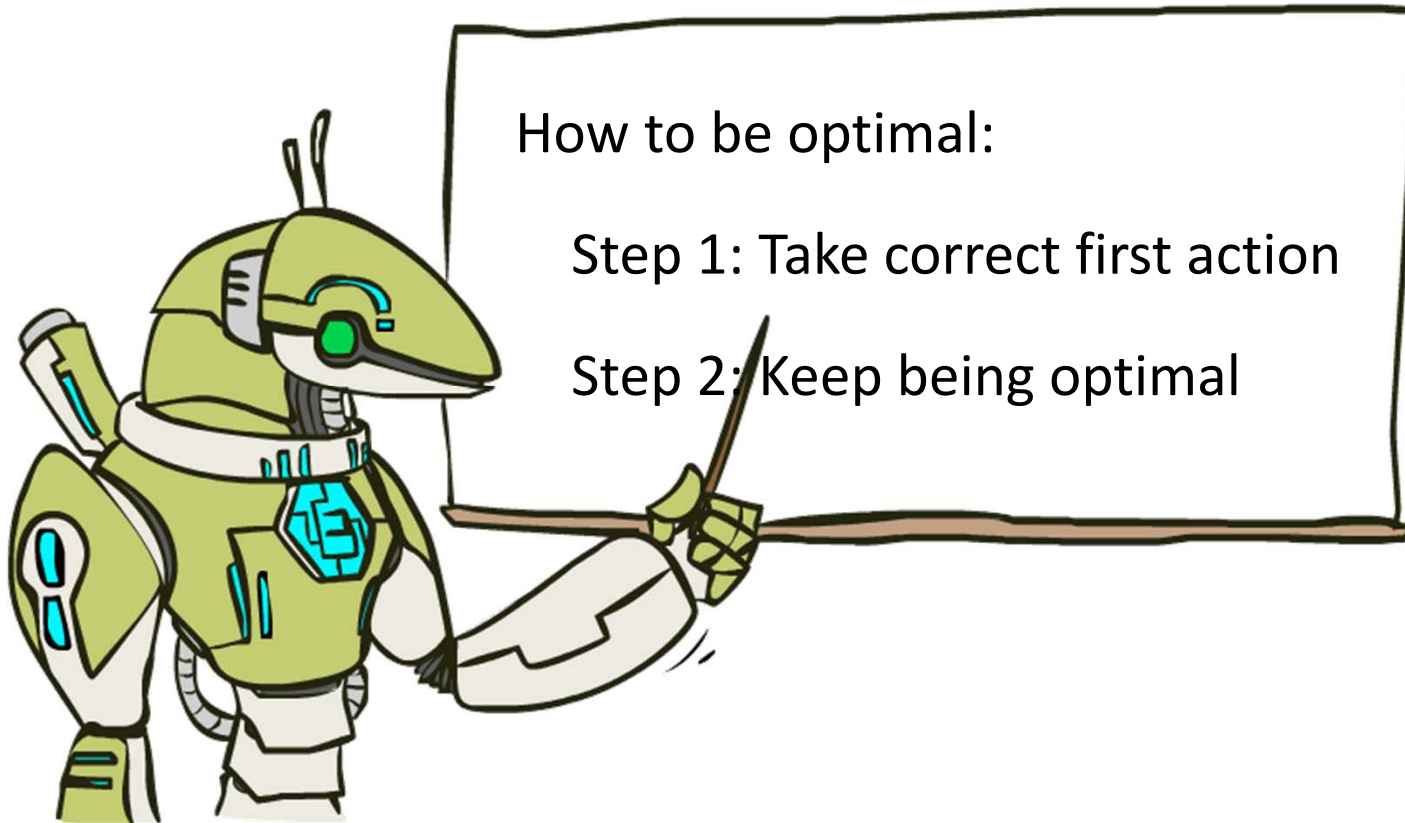 How to be optimal:
Step 1: Take correct first action
Step 2: Keep being optimal